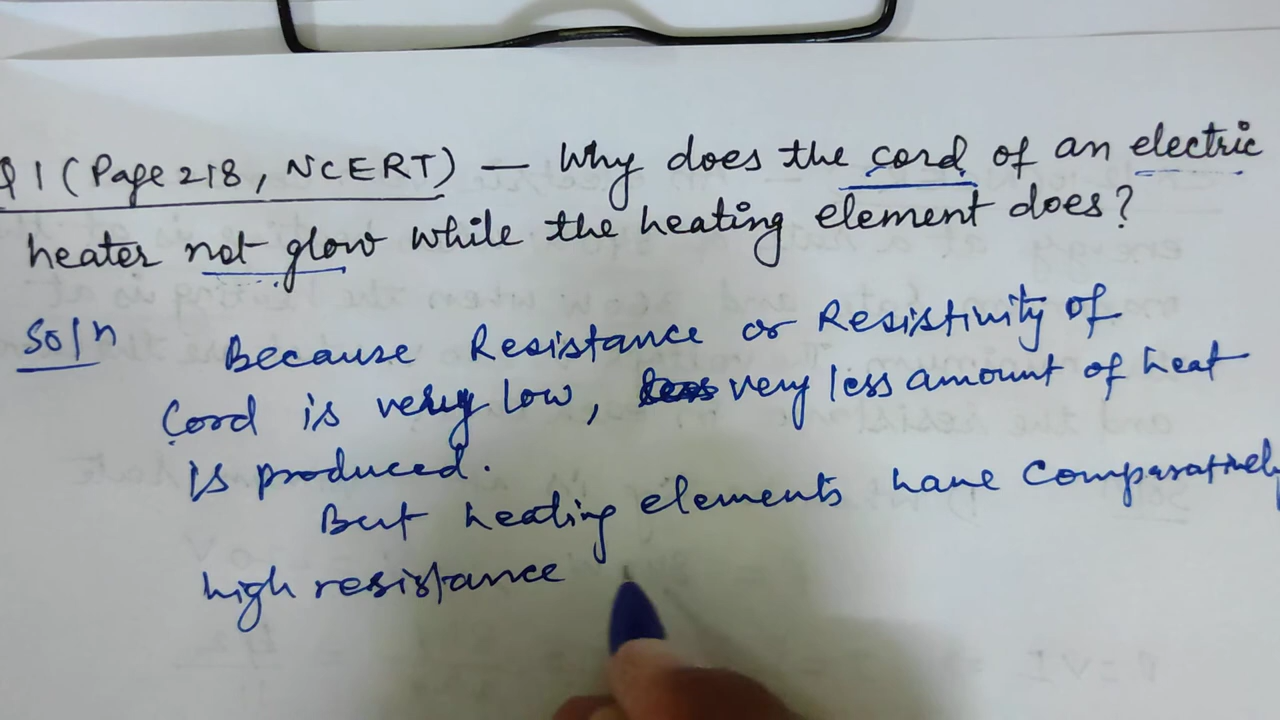 Q1 (Page 218, NCERT) — Why does the cord of an electric
heater not glow while the heating element does?
Soln Because Resistance or Resistivity of
Cord is very low, very less amount of heat
is produced.
But heating elements have Comparatively
high resistance